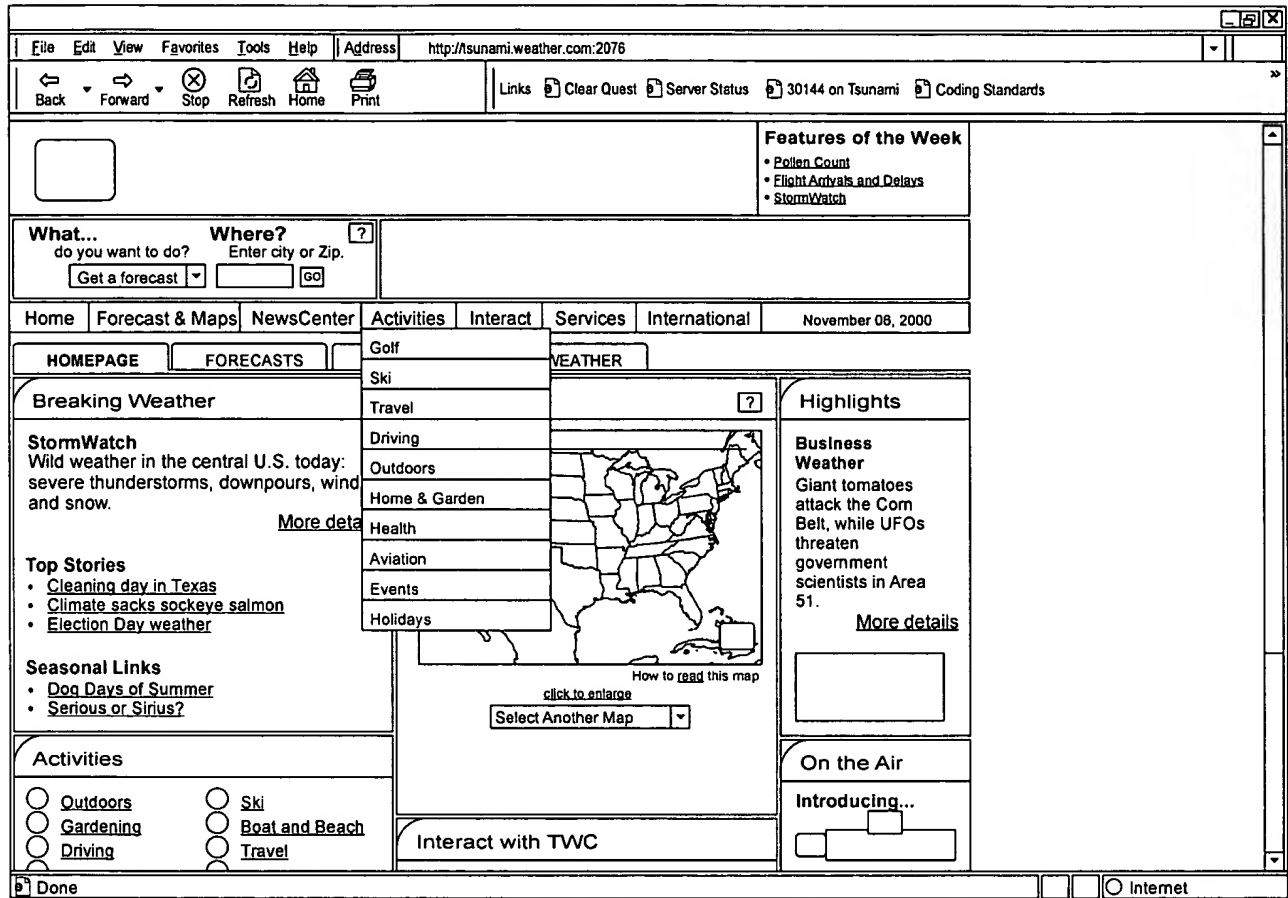 File Edit View Favorites Tools Help Address http://tsunami.weather.com:2076
Back Forward Stop Refresh Home Print Links Clear Quest Server Status 30144 on Tsunami Coding Standards »
Features of the Week
• Pollen Count
• Flight Arrivals and Delays
• StormWatch
What... Where? ?
do you want to do? Enter city or Zip.
Get a forecast GO
Home Forecast & Maps NewsCenter Activities Interact Services International November 06, 2000
HOMEPAGE FORECASTS WEATHER
Golf
Ski
Travel
Driving
Outdoors
Home & Garden
Health
Aviation
Events
Holidays
Breaking Weather
StormWatch
Wild weather in the central U.S. today:
severe thunderstorms, downpours, wind
and snow.
More deta
Top Stories
• Cleaning day in Texas
• Climate sacks sockeye salmon
• Election Day weather
Seasonal Links
• Dog Days of Summer
• Serious or Sirius?
Activities
Outdoors Ski
Gardening Boat and Beach
Driving Travel
?
How to read this map
click to enlarge
Select Another Map
Interact with TWC
Highlights
Business
Weather
Giant tomatoes
attack the Corn
Belt, while UFOs
threaten
government
scientists in Area
51.
More details
On the Air
Introducing...
Done Internet